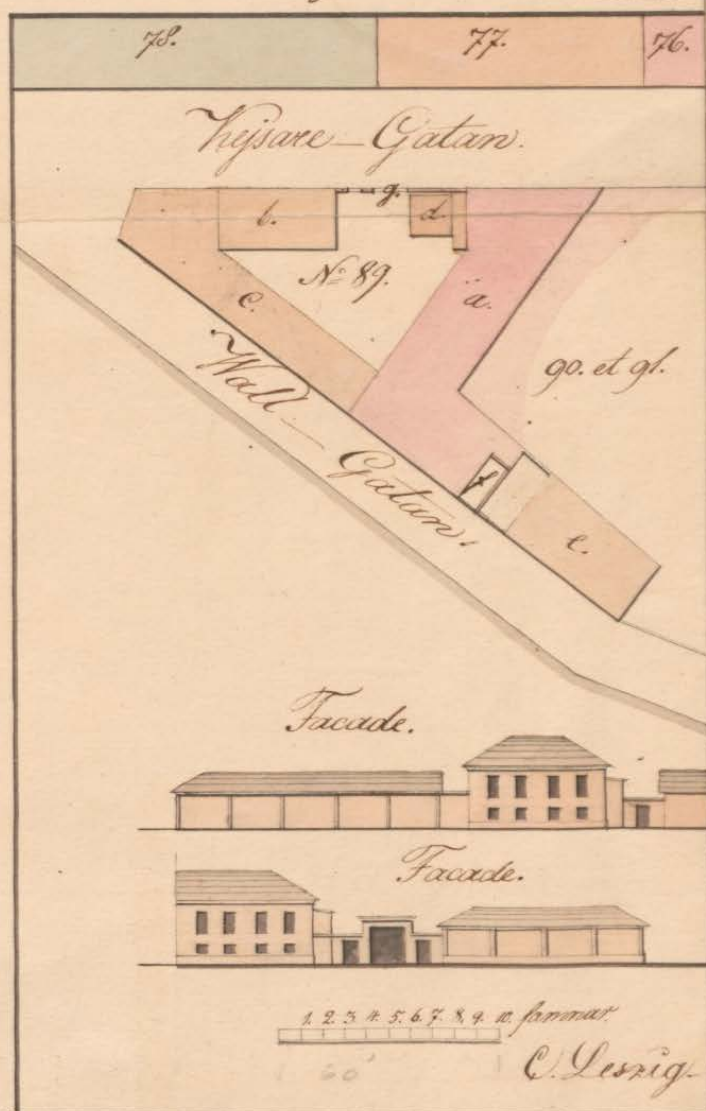 78. 77. 76.
Kejsare – Gatan.
b. g. d.
No 89. a.
c.
90. et 91.
Wall – Gatan.
f
e.
Facade.
Facade.
1. 2. 3. 4. 5. 6. 7. 8. 9. 10. famnar.
60'
C. Leszig